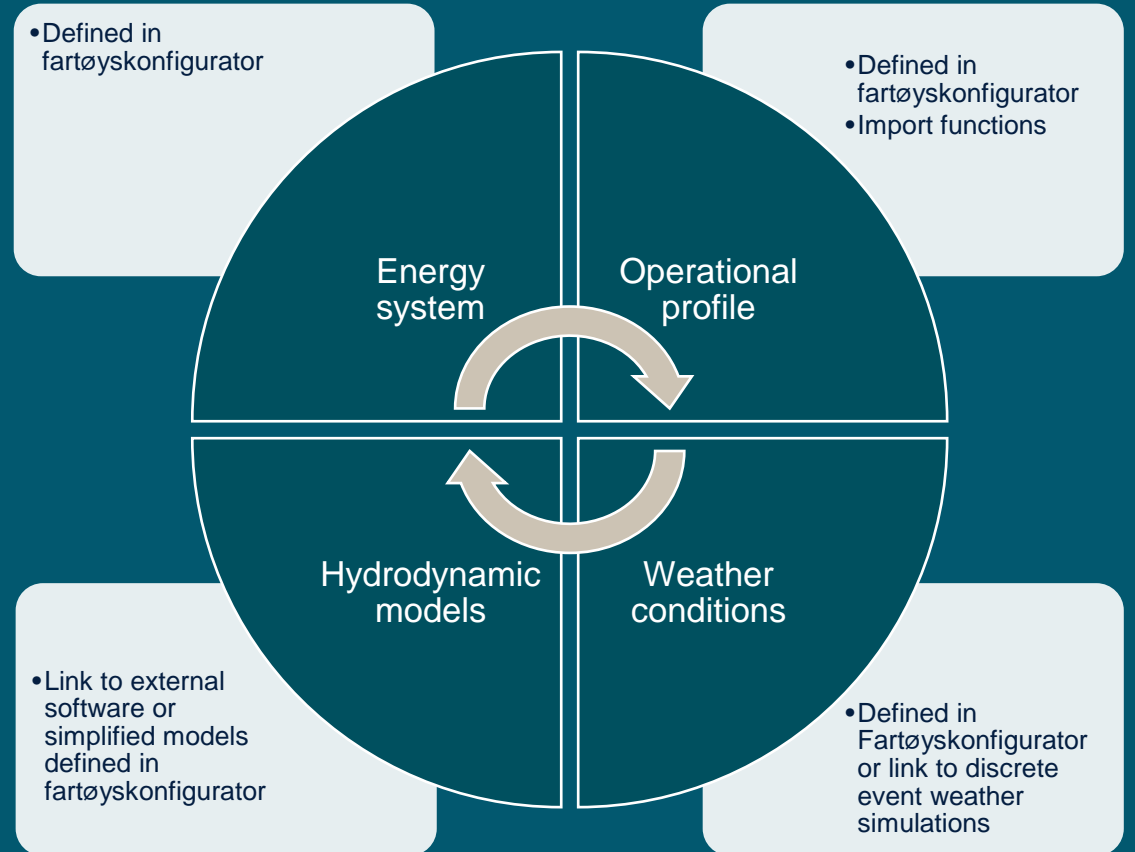 •Defined in
fartøyskonfigurator
•Defined in
fartøyskonfigurator
•Import functions
Energy
system
Operational
profile
Hydrodynamic
models
Weather
conditions
•Link to external
software or
simplified models
defined in
fartøyskonfigurator
•Defined in
Fartøyskonfigurator
or link to discrete
event weather
simulations